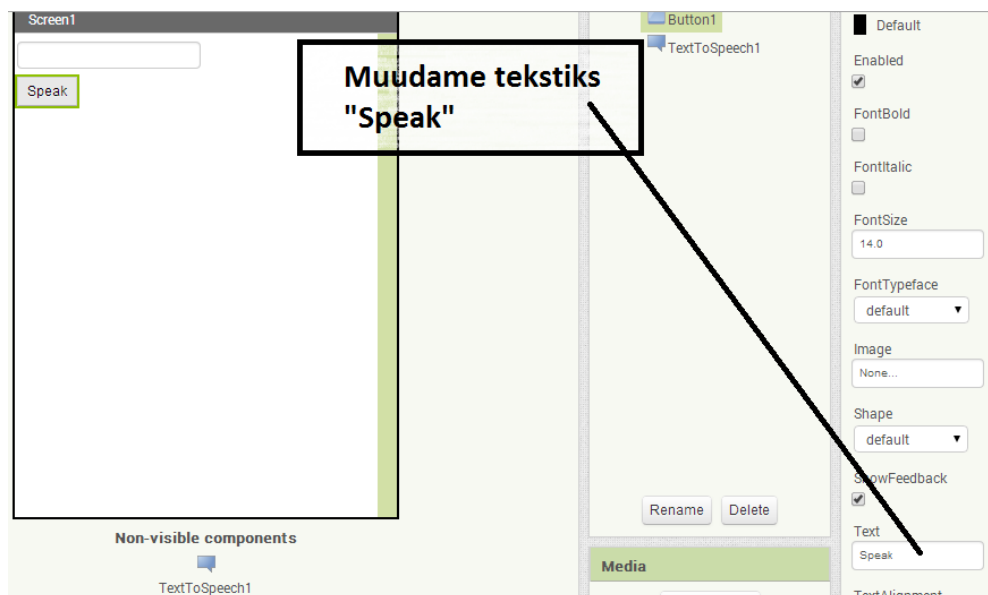 Screen1
Speak
Muudame tekstiks
"Speak"
Non-visible components
TextToSpeech1
Button1
TextToSpeech1
Rename Delete
Media
Default
Enabled
FontBold
FontItalic
FontSize
14.0
FontTypeface
default
Image
None...
Shape
default
ShowFeedback
Text
Speak
TextAlignment